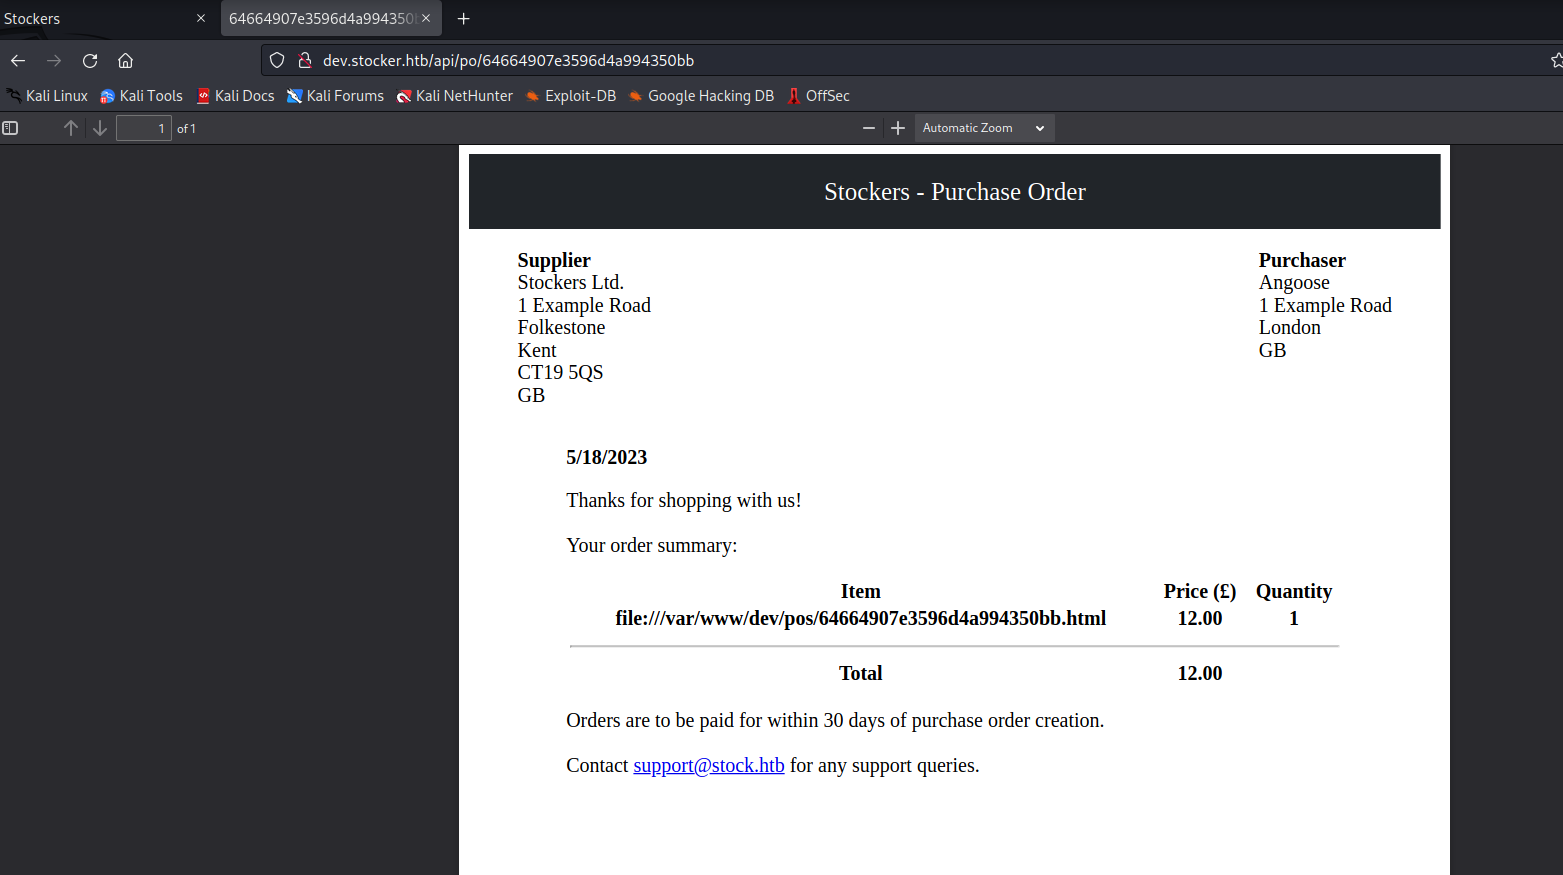 Stockers
64664907e3596d4a994350
dev.stocker.htb/api/po/64664907e3596d4a994350bb
Kali Linux Kali Tools Kali Docs Kali Forums Kali NetHunter Exploit-DB Google Hacking DB OffSec
1 of 1 Automatic Zoom
Stockers - Purchase Order
Supplier
Stockers Ltd.
1 Example Road
Folkestone
Kent
CT19 5QS
GB
Purchaser
Angoose
1 Example Road
London
GB
5/18/2023
Thanks for shopping with us!
Your order summary:
Item Price (£) Quantity
file:///var/www/dev/pos/64664907e3596d4a994350bb.html 12.00 1
Total 12.00
Orders are to be paid for within 30 days of purchase order creation.
Contact support@stock.htb for any support queries.